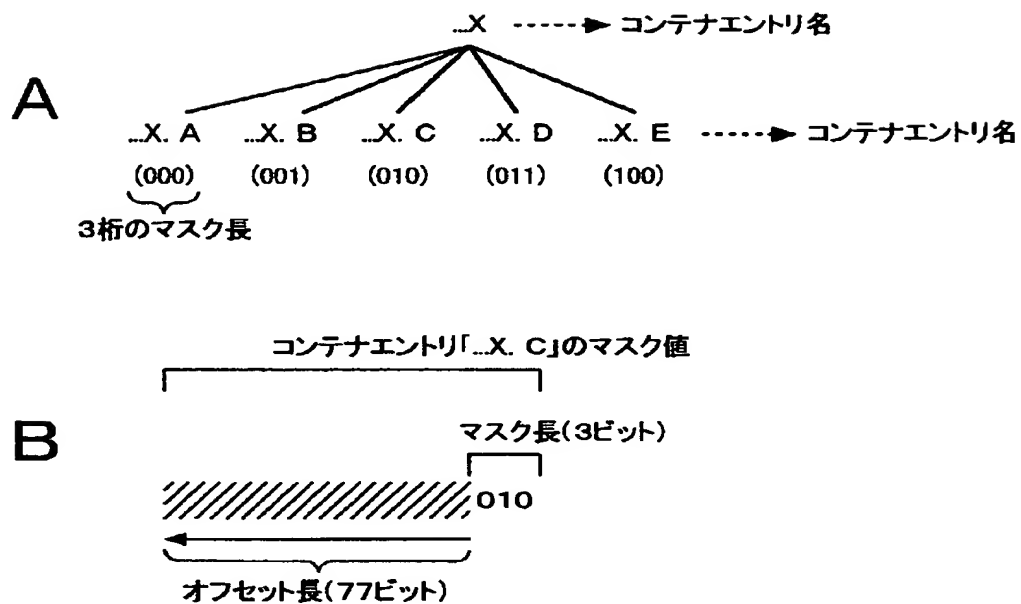 ...X コンテナエントリ名
A
...X. A ...X. B ...X. C ...X. D ...X. E コンテナエントリ名
(000) (001) (010) (011) (100)
3桁のマスク長
コンテナエントリ「...X. C」のマスク値
B
マスク長(3ビット)
010
オフセット長(77ビット)